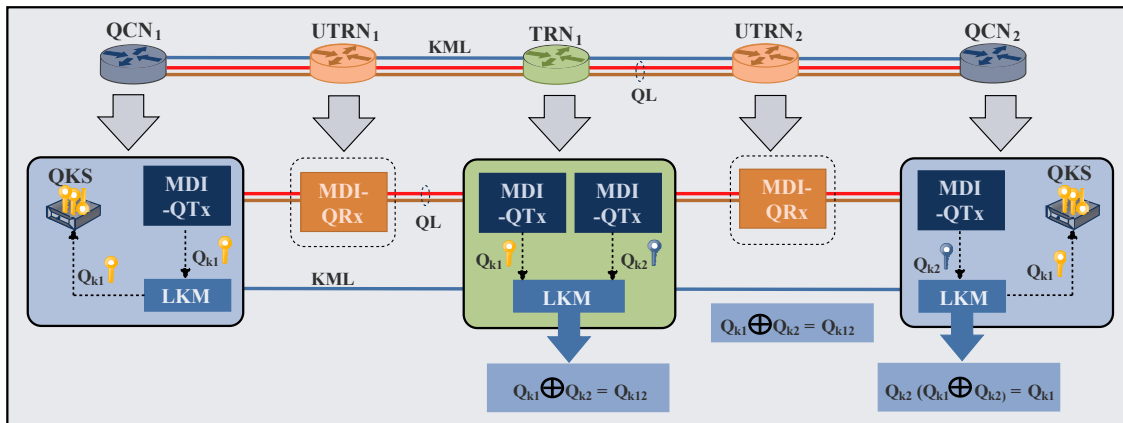 QCN₁
UTRN₁
TRN₁
UTRN₂
QCN₂
KML
QL
QKS
MDI
-QTx
Qk1
Qk1
LKM
MDI-
QRx
QL
KML
MDI
-QTx
MDI
-QTx
Qk1
Qk2
LKM
MDI-
QRx
MDI
-QTx
QKS
Qk2
Qk1
LKM
Qk1⊕Qk2 = Qk12
Qk1⊕Qk2 = Qk12
Qk2 (Qk1⊕Qk2) = Qk1